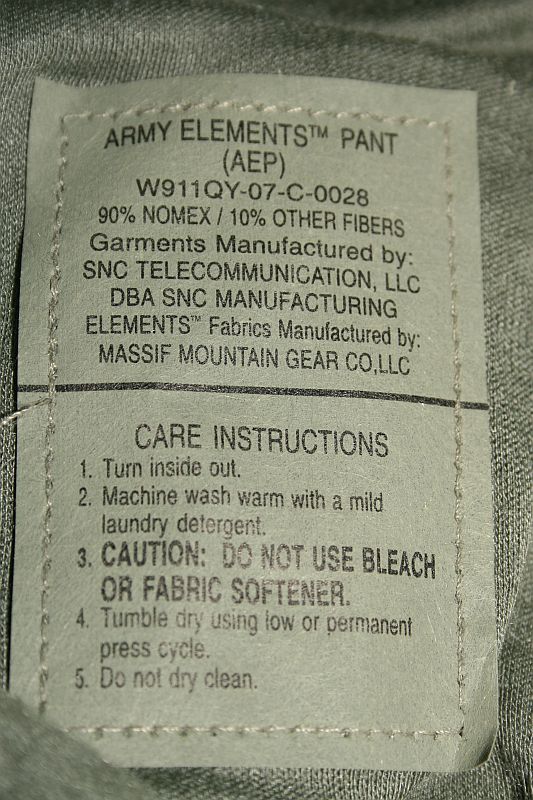 ARMY ELEMENTS™ PANT
(AEP)
W911QY-07-C-0028
90% NOMEX / 10% OTHER FIBERS
Garments Manufactured by:
SNC TELECOMMUNICATION, LLC
DBA SNC MANUFACTURING
ELEMENTS™ Fabrics Manufactured by:
MASSIF MOUNTAIN GEAR CO,LLC
CARE INSTRUCTIONS
1. Turn inside out.
2. Machine wash warm with a mild
laundry detergent.
3. CAUTION: DO NOT USE BLEACH
OR FABRIC SOFTENER.
4. Tumble dry using low or permanent
press cycle.
5. Do not dry clean.